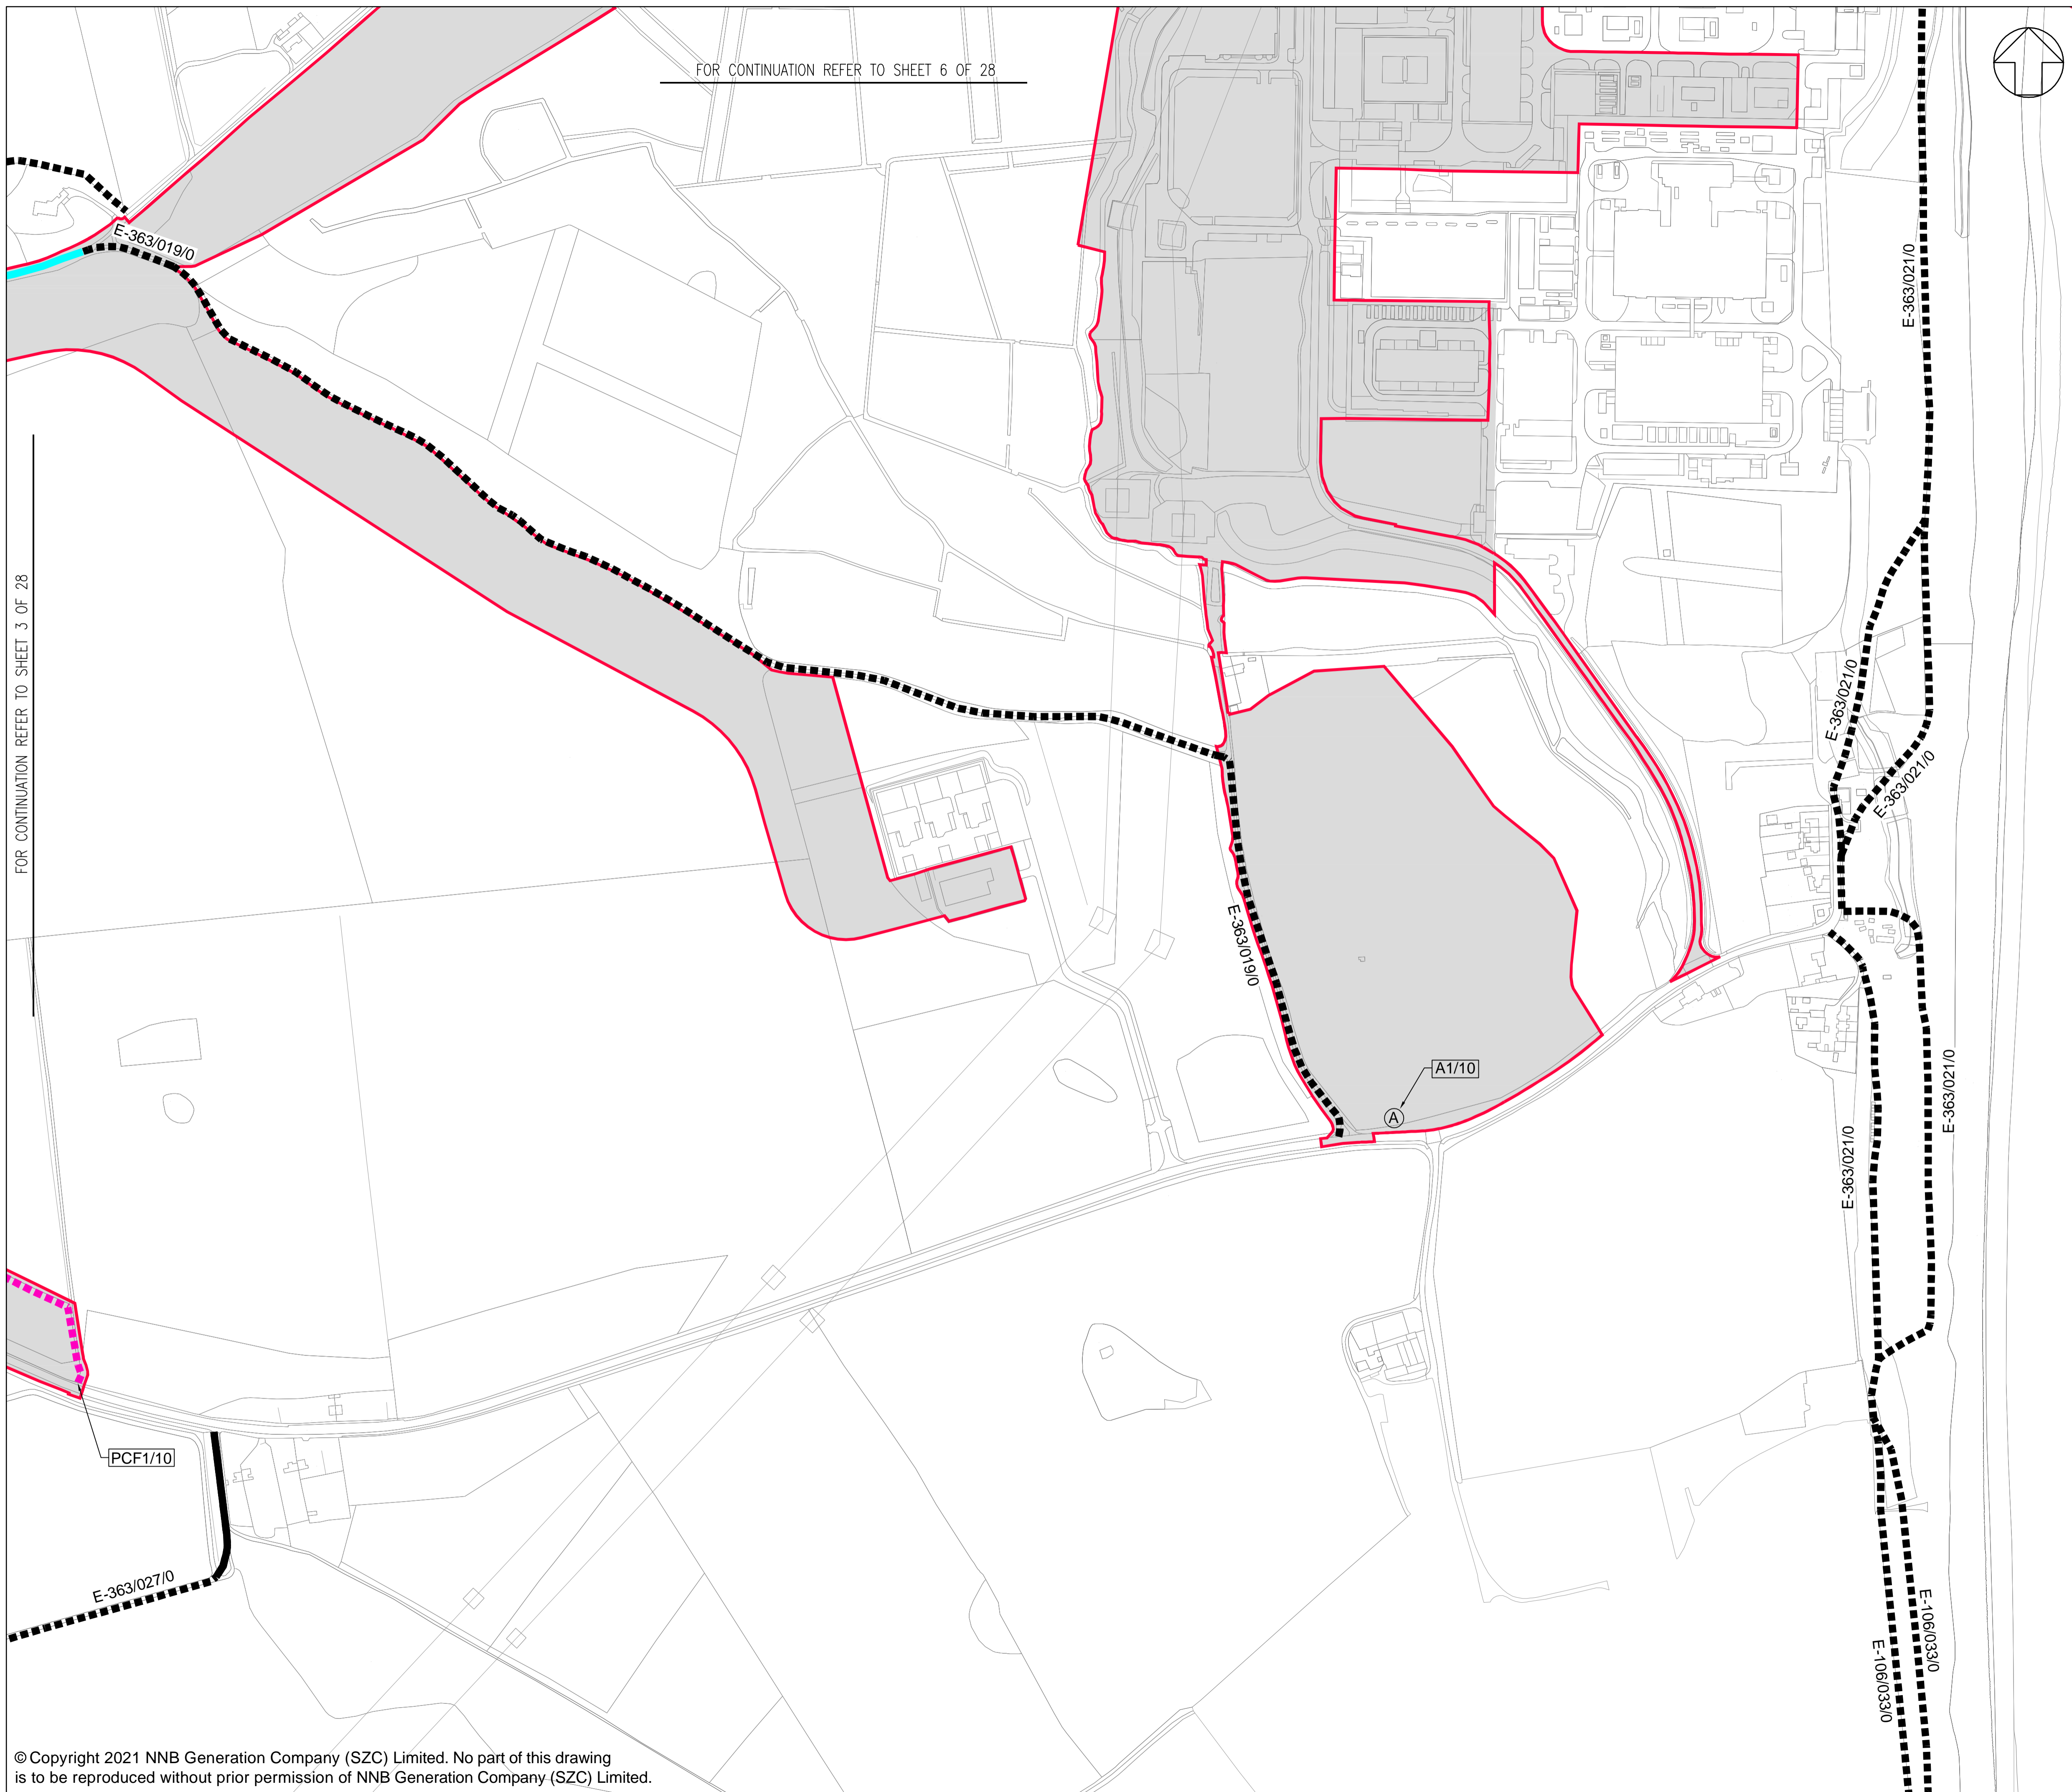 FOR CONTINUATION REFER TO SHEET 6 OF 28
E-363/019/0
E-363/021/0
FOR CONTINUATION REFER TO SHEET 3 OF 28
E-363/021/0
E-363/021/0
E-363/019/0
A1/10
A
E-363/021/0
E-363/021/0
PCF1/10
E-363/027/0
E-106/033/0
E-106/033/0
© Copyright 2021 NNB Generation Company (SZC) Limited. No part of this drawing
is to be reproduced without prior permission of NNB Generation Company (SZC) Limited.